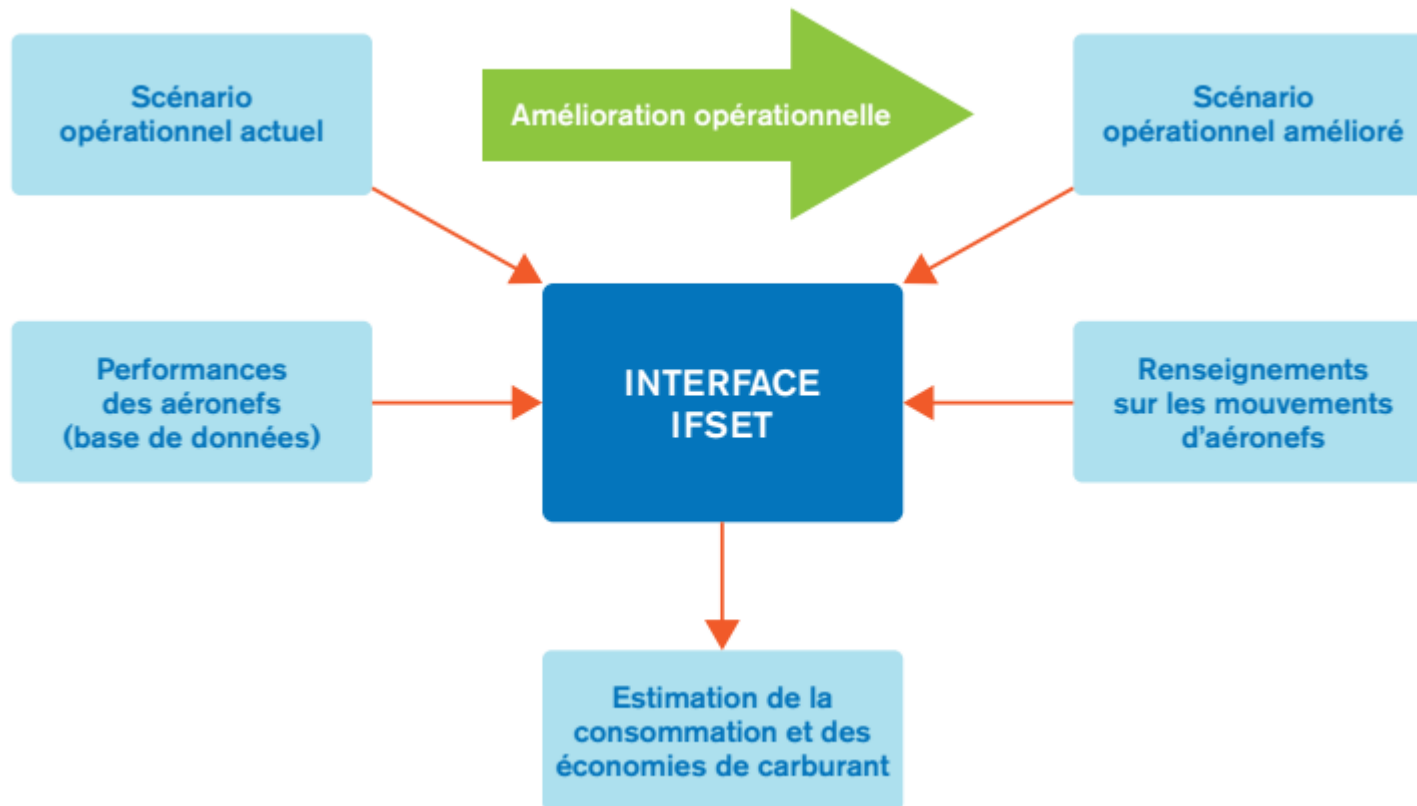 Scénario
opérationnel actuel
Amélioration opérationnelle
Scénario
opérationnel amélioré
Performances
des aéronefs
(base de données)
INTERFACE
IFSET
Renseignements
sur les mouvements
d'aéronefs
Estimation de la
consommation et des
économies de carburant